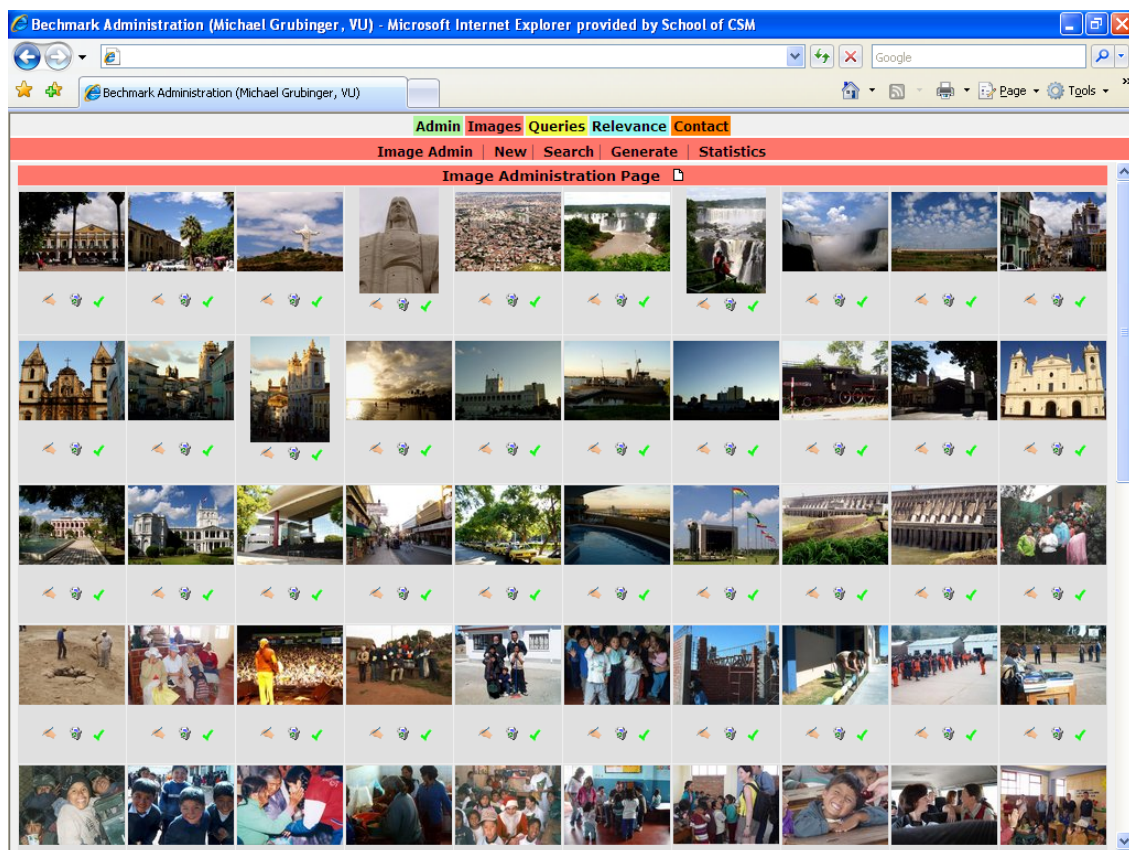 Bechmark Administration (Michael Grubinger, VU) - Microsoft Internet Explorer provided by School of CSM
Google
Bechmark Administration (Michael Grubinger, VU)
Page
Tools
»
Admin Images Queries Relevance Contact
Image Admin | New | Search | Generate | Statistics
Image Administration Page